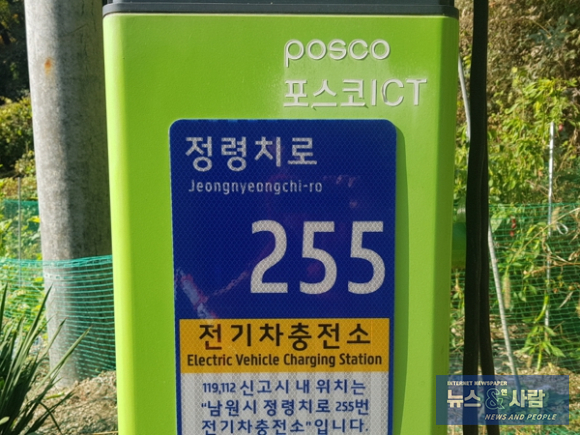 posco
포스코ICT
정령치로
Jeongnyeongchi-ro
255
전기차충전소
Electric Vehicle Charging Station
119,112 신고시 내 위치는
"남원시 정령치로 255번
전기차충전소"입니다.
INTERNET NEWSPAPER
뉴스&사람
NEWS AND PEOPLE